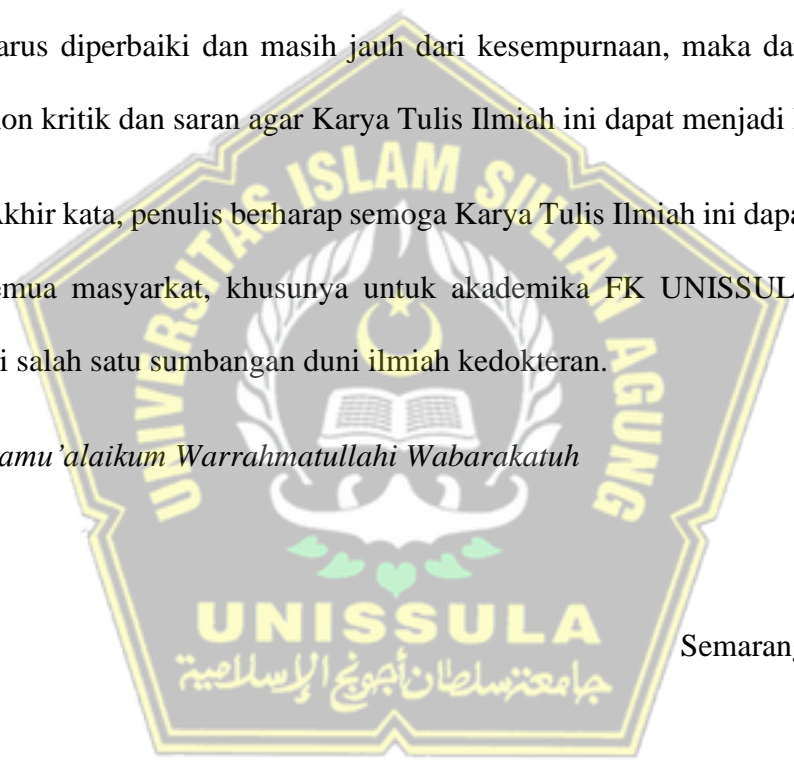 arus diperbaiki dan masih jauh dari kesempurnaan, maka da
on kritik dan saran agar Karya Tulis Ilmiah ini dapat menjadi
Akhir kata, penulis berharap semoga Karya Tulis Ilmiah ini dapa
emua masyarkat, khusunya untuk akademika FK UNISSUL
i salah satu sumbangan duni ilmiah kedokteran.
amu’alaikum Warrahmatullahi Wabarakatuh
Semarang
UNIVERSITAS ISLAM SULTAN AGUNG
UNISSULA
جامعة سلطان أجونج الإسلامية